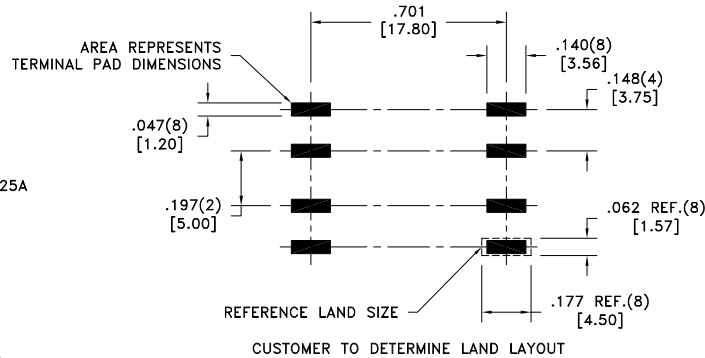 .701
[17.80]
AREA REPRESENTS
TERMINAL PAD DIMENSIONS
.140(8)
[3.56]
.148(4)
[3.75]
.047(8)
[1.20]
25A
.197(2)
[5.00]
.062 REF.(8)
[1.57]
REFERENCE LAND SIZE
.177 REF.(8)
[4.50]
CUSTOMER TO DETERMINE LAND LAYOUT